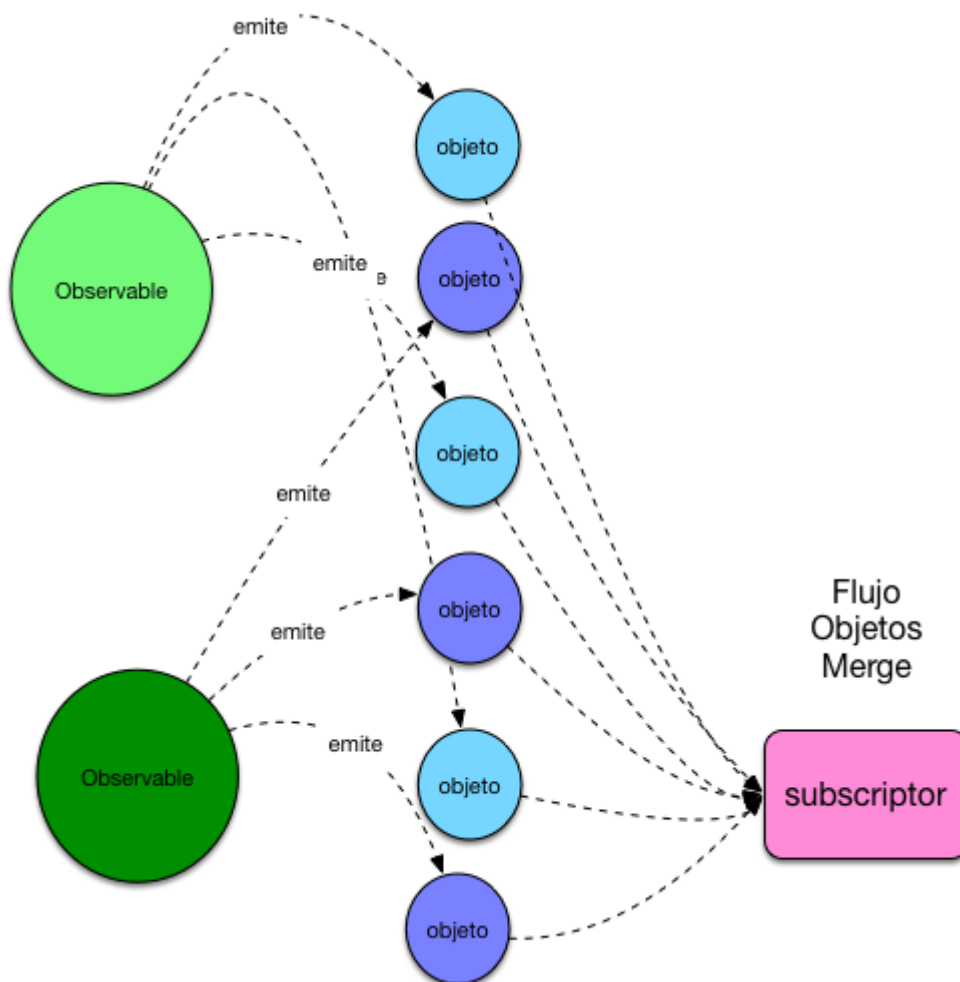 emite
objeto
emite
objeto
Observable
objeto
emite
objeto
emite
Flujo
Objetos
Merge
emite
Observable
objeto
subscriptor
objeto